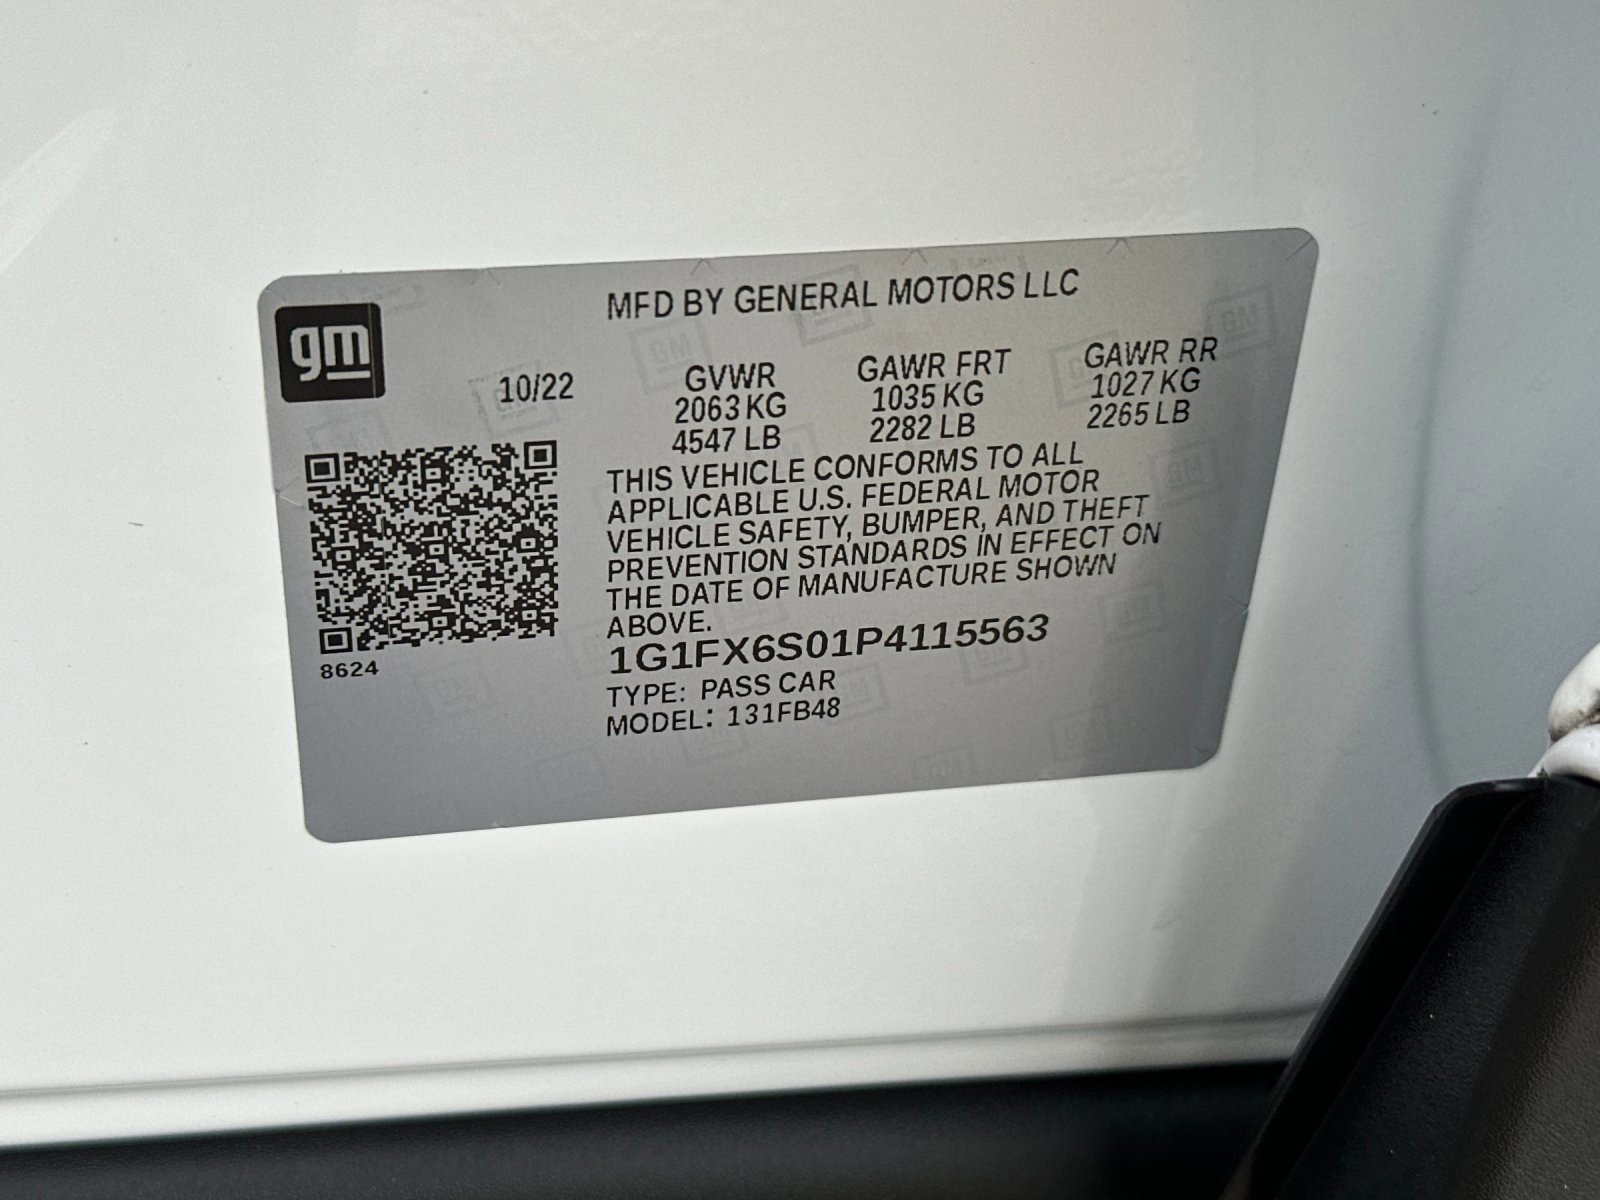 MFD BY GENERAL MOTORS LLC
gm
10/22
GVWR GAWR FRT GAWR RR
2063 KG 1035 KG 1027 KG
4547 LB 2282 LB 2265 LB
THIS VEHICLE CONFORMS TO ALL
APPLICABLE U.S. FEDERAL MOTOR
VEHICLE SAFETY, BUMPER, AND THEFT
PREVENTION STANDARDS IN EFFECT ON
THE DATE OF MANUFACTURE SHOWN
ABOVE.
1G1FX6S01P4115563
8624
TYPE: PASS CAR
MODEL: 131FB48